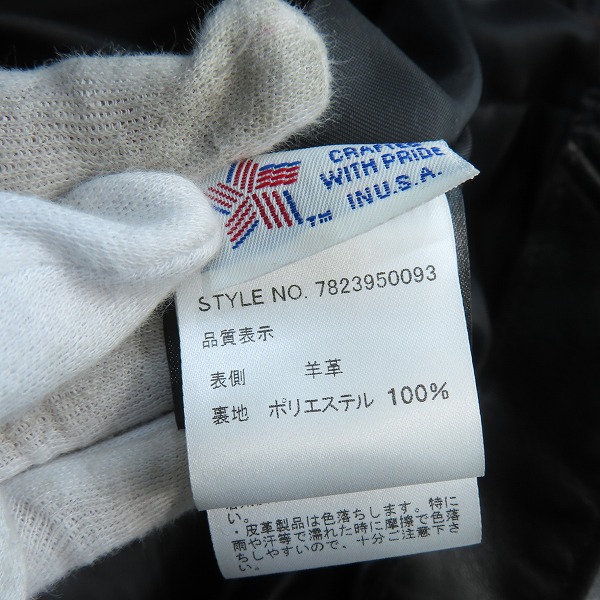 CRAFTED
WITH PRIDE
IN U.S.A.
TM
STYLE NO. 7823950093
品質表示
表側 羊革
裏地 ポリエステル 100%
い。
・皮革製品は色落ちします。特に
雨や汗等で濡れた時に摩擦で色落
ちしやすいので、十分ご注意下さ
い。